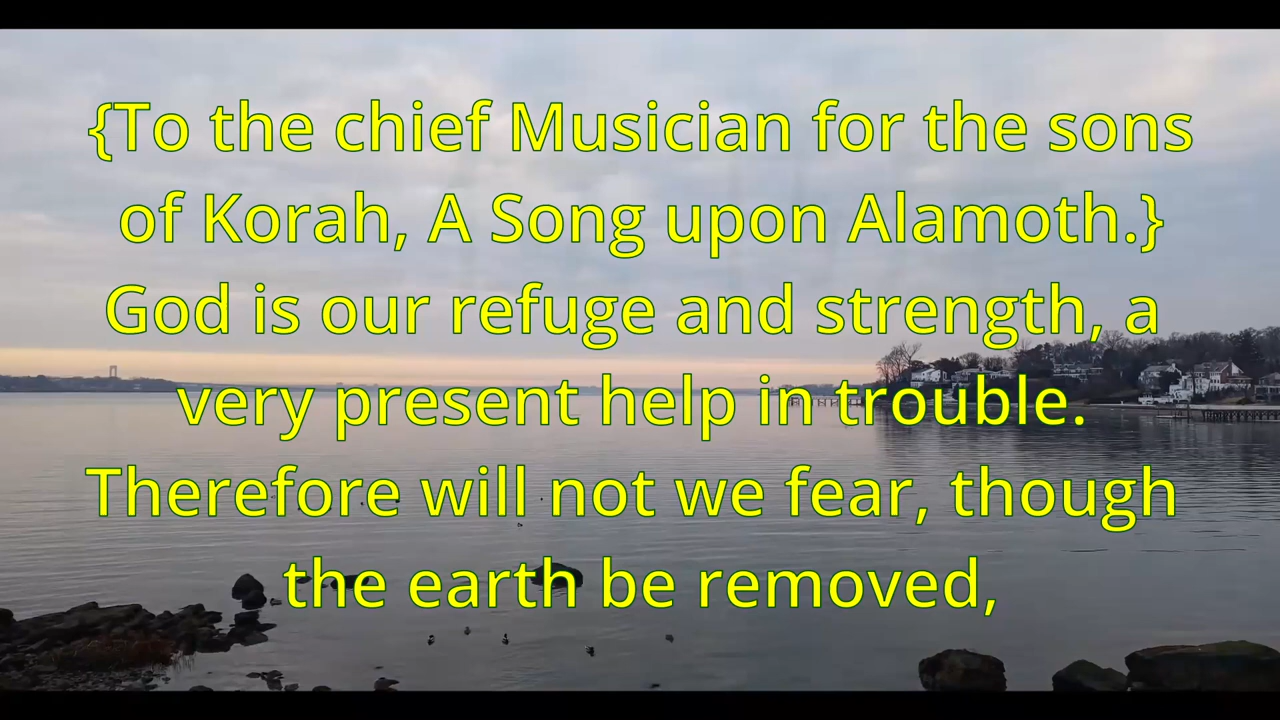 {To the chief Musician for the sons
of Korah, A Song upon Alamoth.}
God is our refuge and strength, a
very present help in trouble.
Therefore will not we fear, though
the earth be removed,